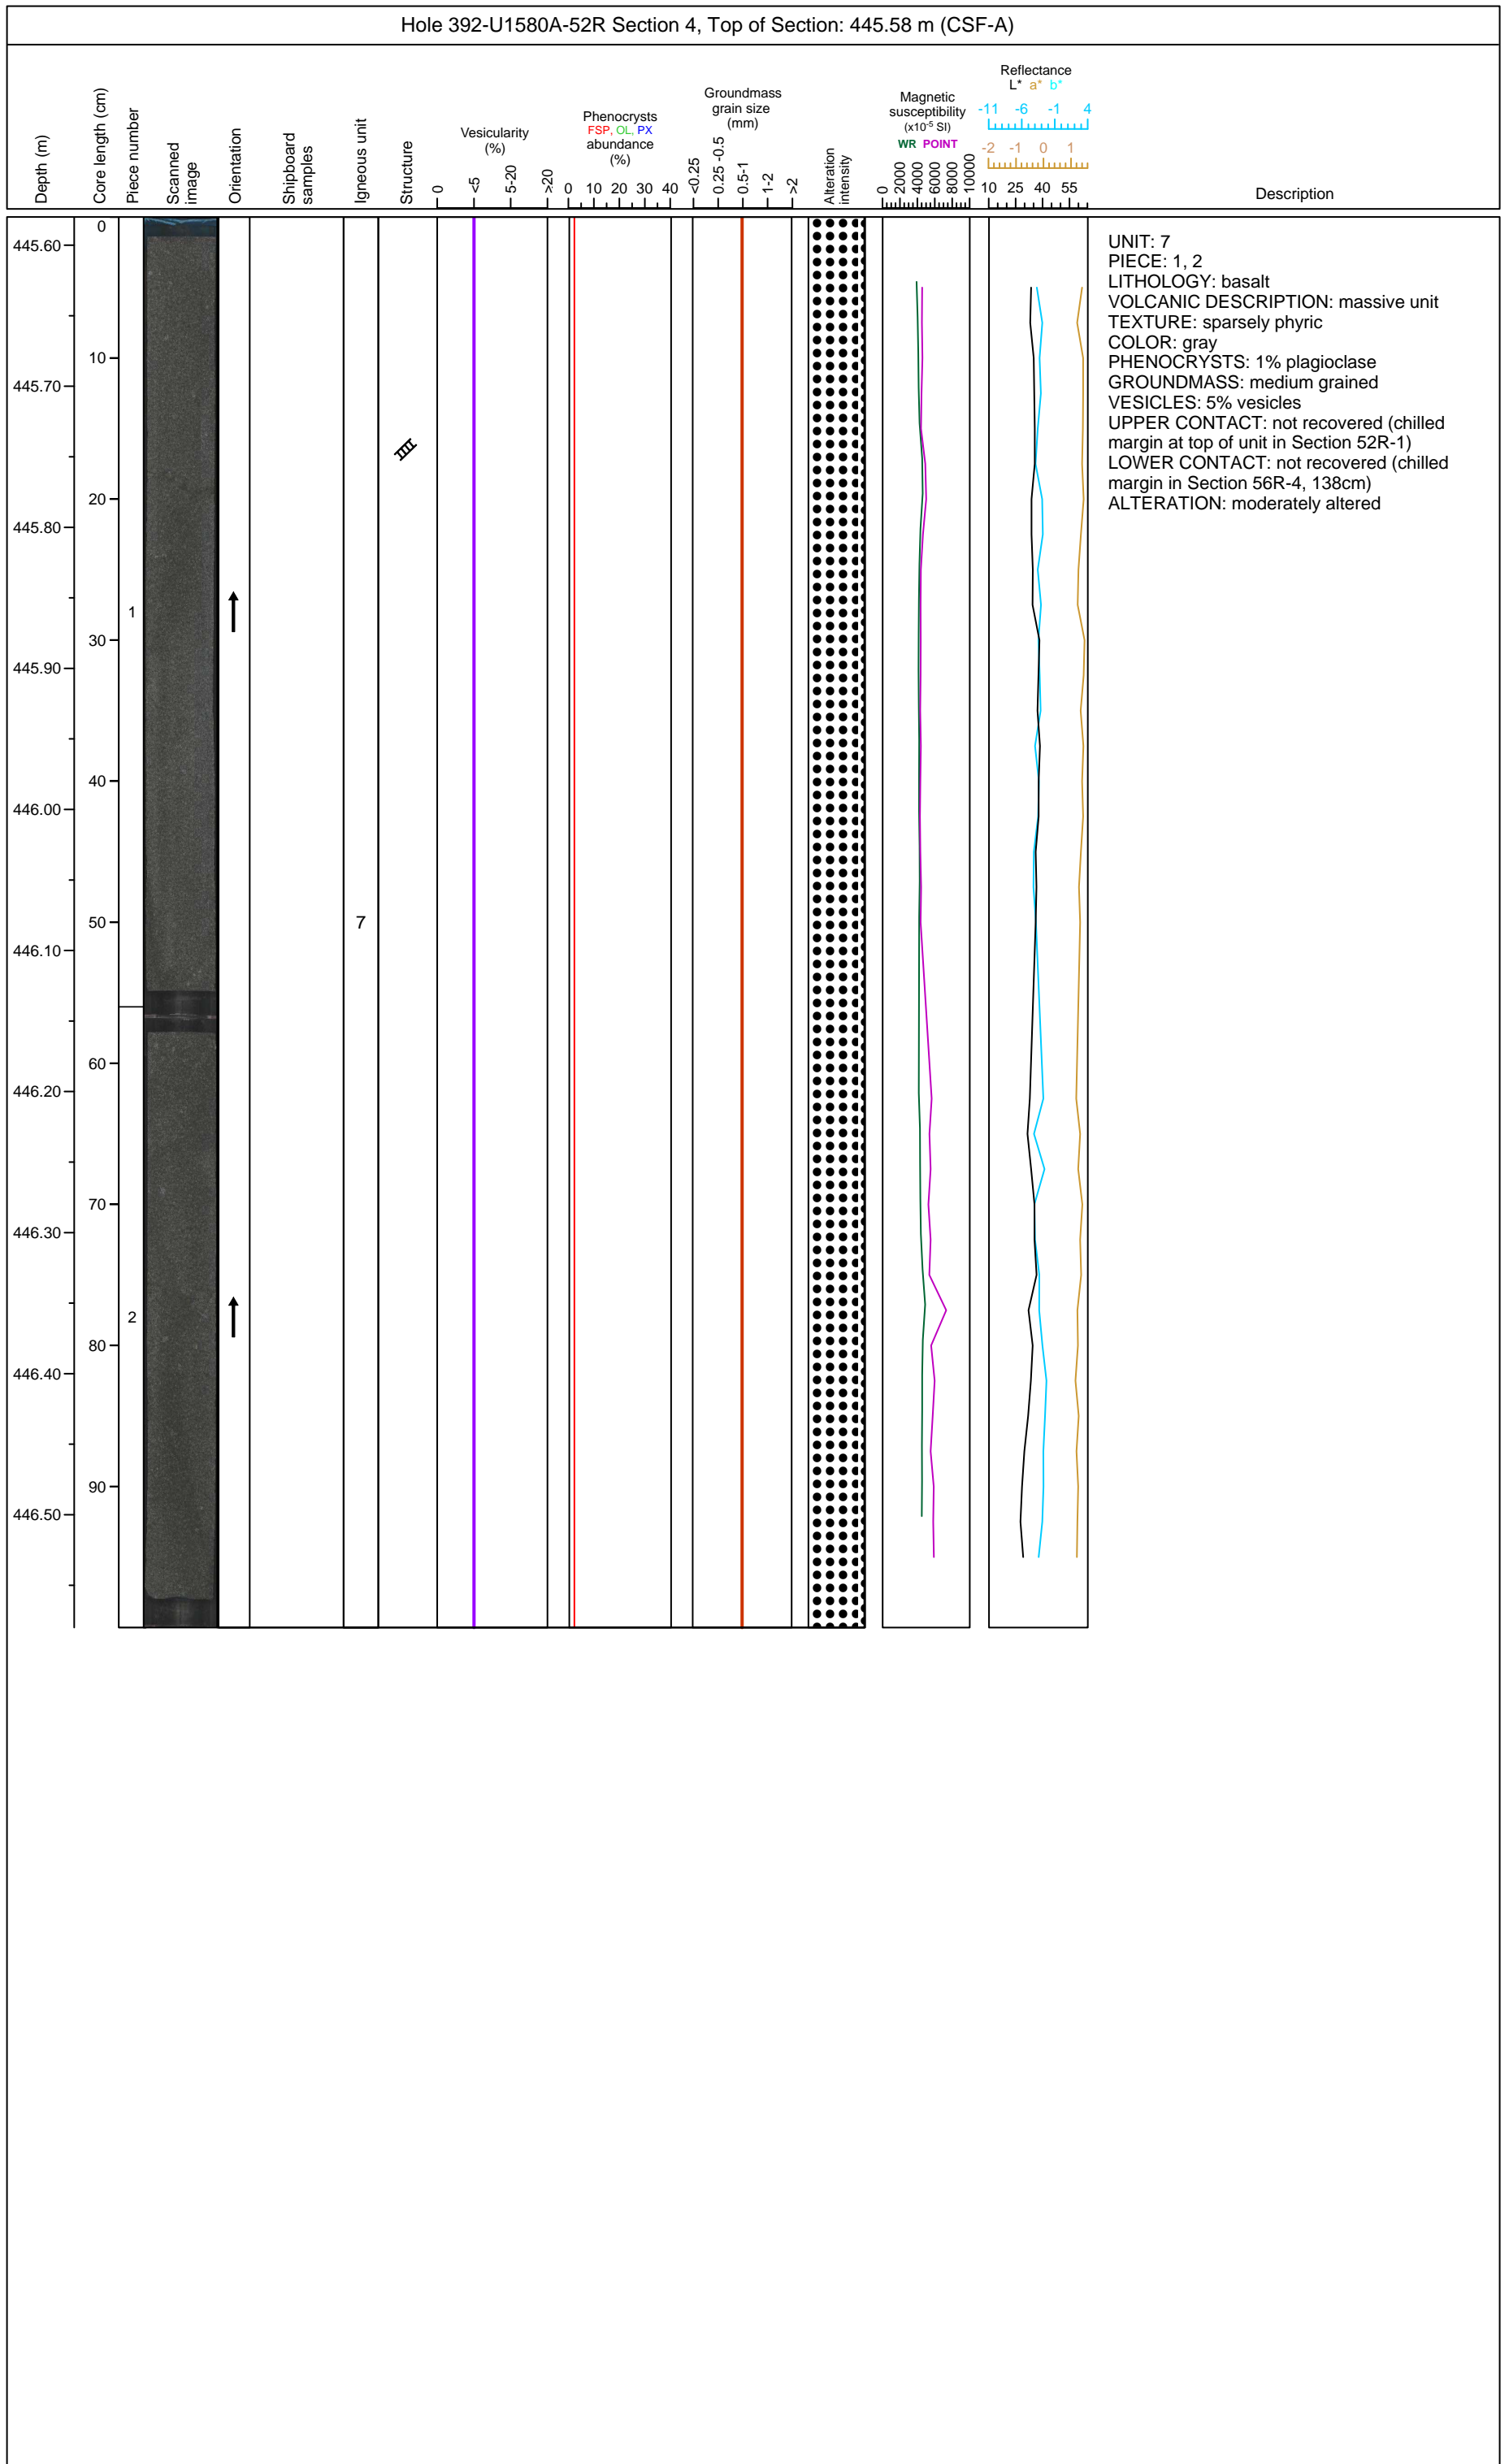 Hole 392-U1580A-52R Section 4, Top of Section: 445.58 m (CSF-A)
Depth (m)
Core length (cm)
Piece number
Scanned
image
Orientation
Shipboard
samples
Igneous unit
Structure
Vesicularity
(%)
0
<5
5-20
>20
Phenocrysts
FSP, OL, PX
abundance
(%)
0 10 20 30 40
Groundmass
grain size
(mm)
<0.25
0.25 -0.5
0.5-1
1-2
>2
Alteration
intensity
Magnetic
susceptibility
(x10-5 SI)
WR POINT
0
2000
4000
6000
8000
10000
Reflectance
L* a* b*
-11 -6 -1 4
-2 -1 0 1
10 25 40 55
Description
0
445.60
10
445.70
20
445.80
1
30
445.90
40
446.00
50
7
446.10
60
446.20
70
446.30
2
80
446.40
90
446.50
UNIT: 7
PIECE: 1, 2
LITHOLOGY: basalt
VOLCANIC DESCRIPTION: massive unit
TEXTURE: sparsely phyric
COLOR: gray
PHENOCRYSTS: 1% plagioclase
GROUNDMASS: medium grained
VESICLES: 5% vesicles
UPPER CONTACT: not recovered (chilled
margin at top of unit in Section 52R-1)
LOWER CONTACT: not recovered (chilled
margin in Section 56R-4, 138cm)
ALTERATION: moderately altered